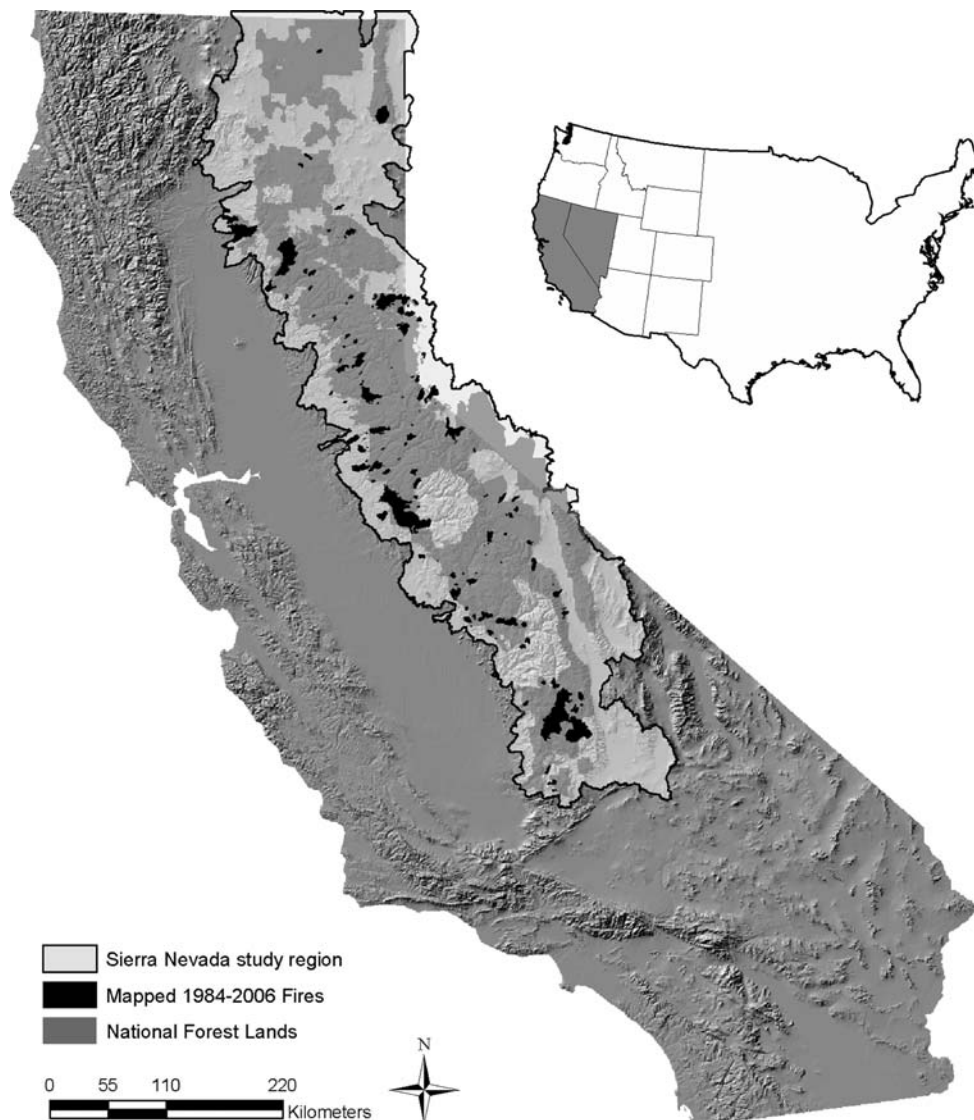 Sierra Nevada study region
Mapped 1984-2006 Fires
National Forest Lands
N
0 55 110 220
Kilometers